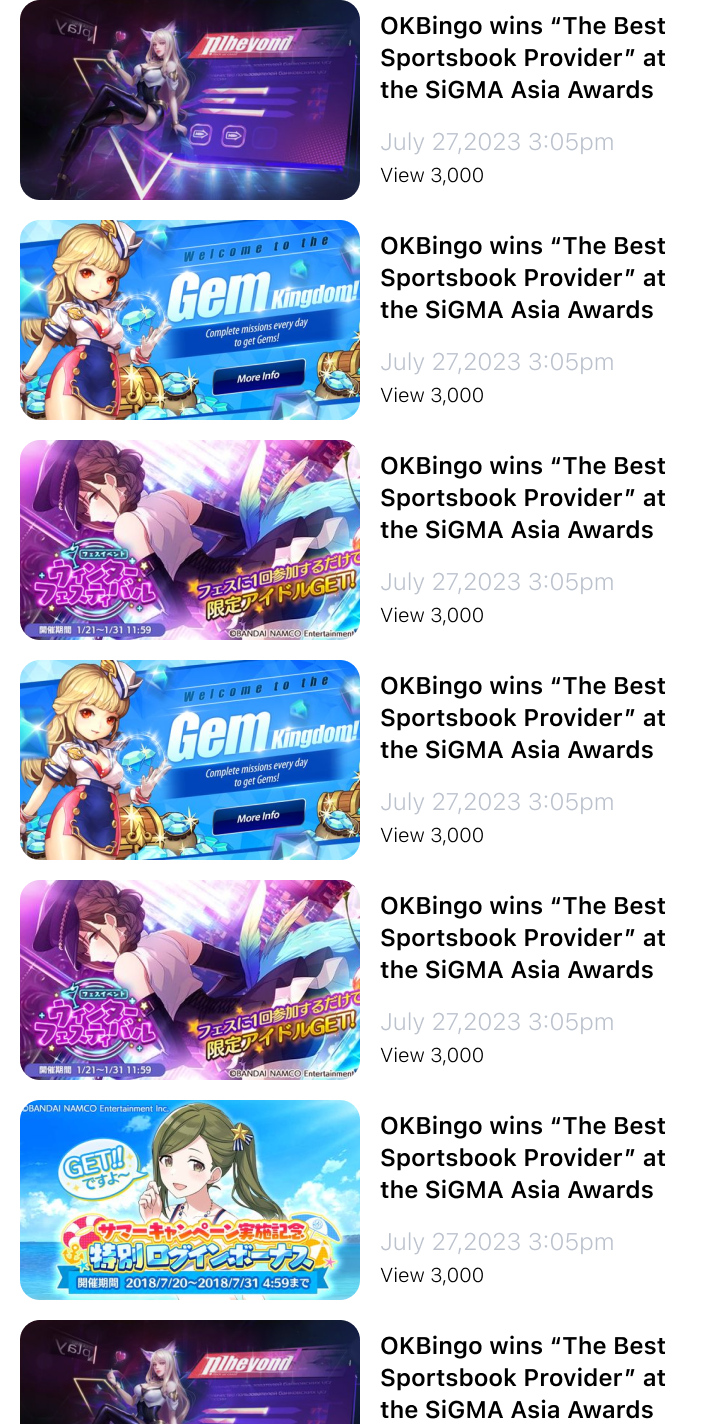 OKBingo wins “The Best
Sportsbook Provider” at
the SiGMA Asia Awards
July 27,2023 3:05pm
View 3,000
Welcome to the
Gem Kingdom!
Complete missions every day
to get Gems!
More Info
OKBingo wins “The Best
Sportsbook Provider” at
the SiGMA Asia Awards
July 27,2023 3:05pm
View 3,000
フェスイベント
ウィンター
フェスティバル
開催期間 1/21〜1/31 11:59
フェスに1回参加するだけで
限定アイドルGET!
©BANDAI NAMCO Entertainment
OKBingo wins “The Best
Sportsbook Provider” at
the SiGMA Asia Awards
July 27,2023 3:05pm
View 3,000
Welcome to the
Gem Kingdom!
Complete missions every day
to get Gems!
More Info
OKBingo wins “The Best
Sportsbook Provider” at
the SiGMA Asia Awards
July 27,2023 3:05pm
View 3,000
フェスイベント
ウィンター
フェスティバル
開催期間 1/21〜1/31 11:59
フェスに1回参加するだけで
限定アイドルGET!
©BANDAI NAMCO Entertainment
OKBingo wins “The Best
Sportsbook Provider” at
the SiGMA Asia Awards
July 27,2023 3:05pm
View 3,000
©BANDAI NAMCO Entertainment Inc.
GET!!
ですよ〜
サマーキャンペーン実施記念
特別ログインボーナス
開催期間 2018/7/20〜2018/7/31 4:59まで
OKBingo wins “The Best
Sportsbook Provider” at
the SiGMA Asia Awards
July 27,2023 3:05pm
View 3,000
OKBingo wins “The Best
Sportsbook Provider” at
the SiGMA Asia Awards